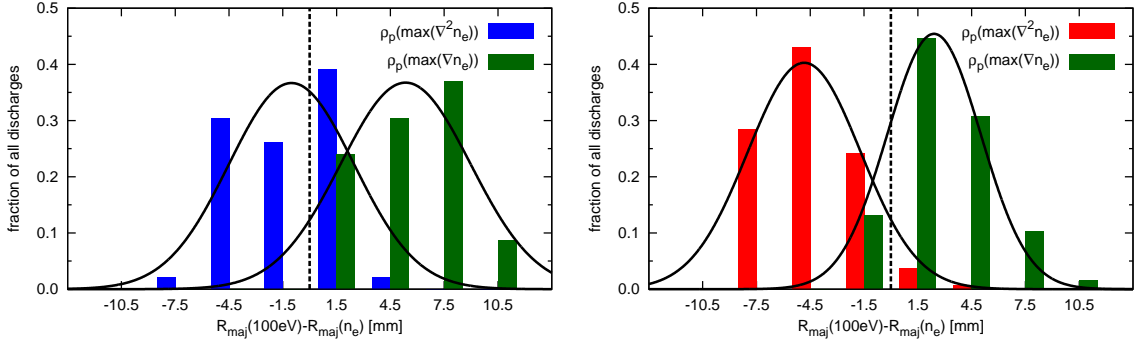 0.5
0.4
0.3
0.2
0.1
0.0
fraction of all discharges
ρp(max(∇²ne))
ρp(max(∇ne))
-10.5 -7.5 -4.5 -1.5 1.5 4.5 7.5 10.5
Rmaj(100eV)-Rmaj(ne) [mm]
0.5
0.4
0.3
0.2
0.1
0.0
fraction of all discharges
ρp(max(∇²ne))
ρp(max(∇ne))
-10.5 -7.5 -4.5 -1.5 1.5 4.5 7.5 10.5
Rmaj(100eV)-Rmaj(ne) [mm]